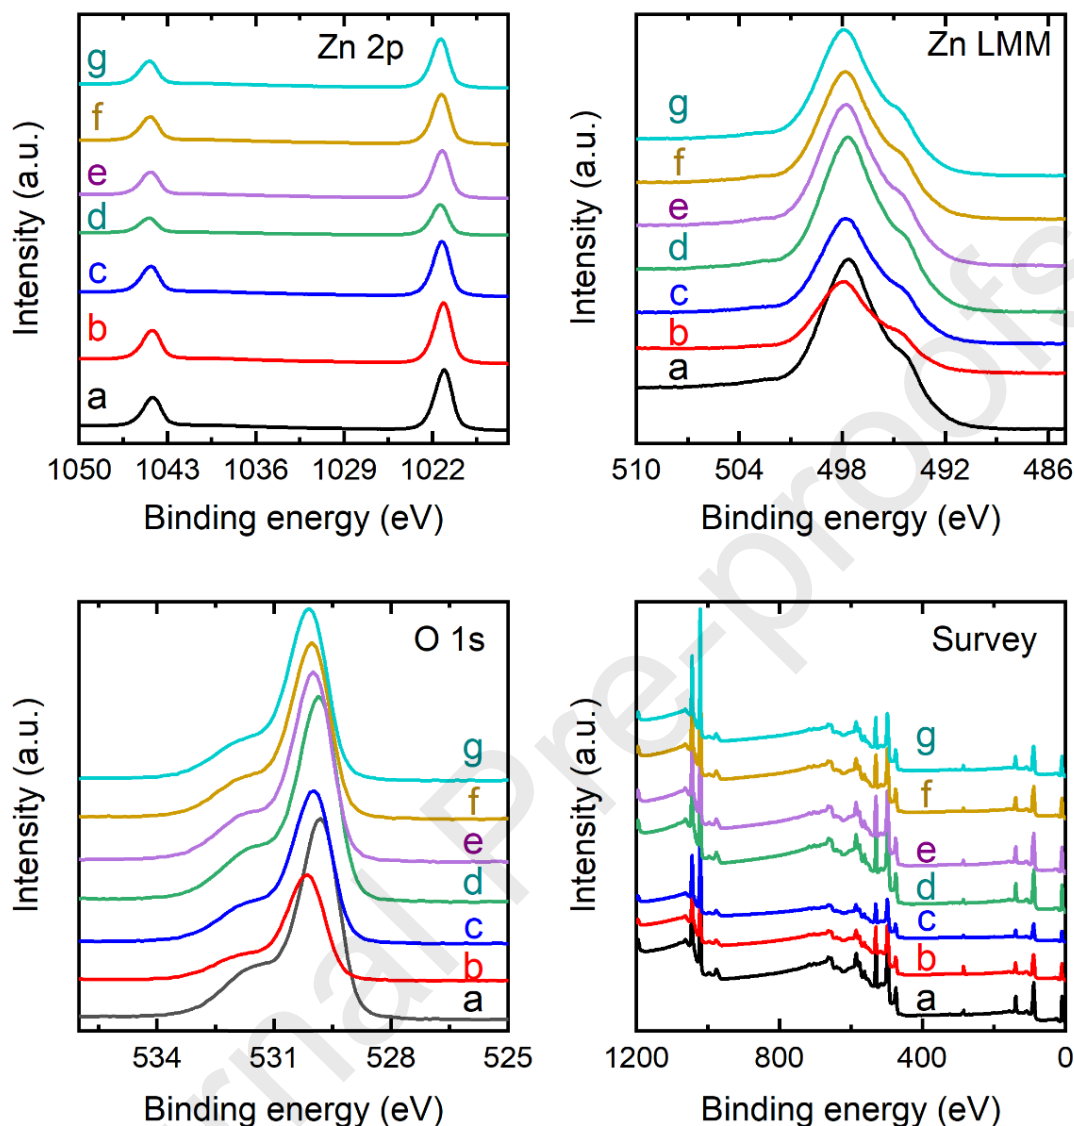 Zn 2p
g
f
e
d
c
b
a
Intensity (a.u.)
1050
1043
1036
1029
1022
Binding energy (eV)
Zn LMM
g
f
e
d
c
b
a
Intensity (a.u.)
510
504
498
492
486
Binding energy (eV)
O 1s
g
f
e
d
c
b
a
Intensity (a.u.)
534
531
528
525
Binding energy (eV)
Survey
g
f
e
d
c
b
a
Intensity (a.u.)
1200
800
400
0
Binding energy (eV)
rnal Pre-proofs